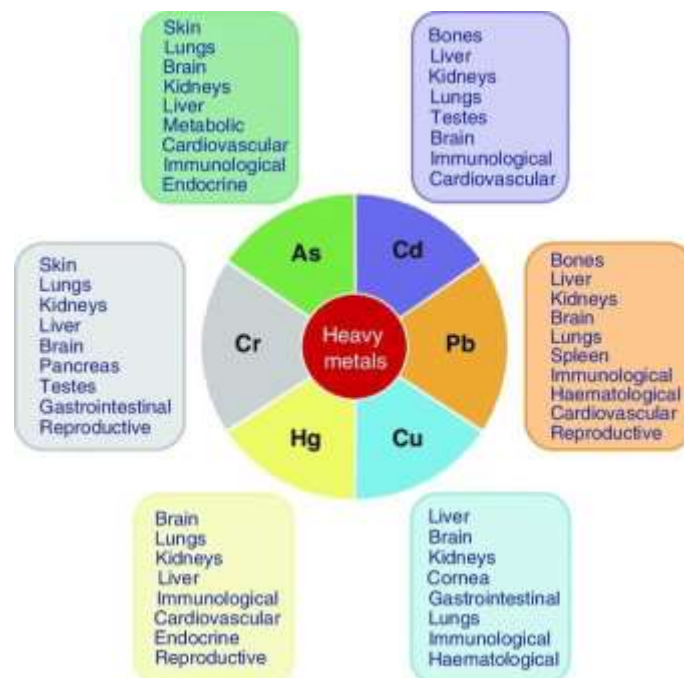 Skin
Lungs
Brain
Kidneys
Liver
Metabolic
Cardiovascular
Immunological
Endocrine
Bones
Liver
Kidneys
Lungs
Testes
Brain
Immunological
Cardiovascular
As
Cd
Skin
Lungs
Kidneys
Liver
Brain
Pancreas
Testes
Gastrointestinal
Reproductive
Cr
Heavy
metals
Pb
Bones
Liver
Kidneys
Brain
Lungs
Spleen
Immunological
Haematological
Cardiovascular
Reproductive
Hg
Cu
Brain
Lungs
Kidneys
Liver
Immunological
Cardiovascular
Endocrine
Reproductive
Liver
Brain
Kidneys
Cornea
Gastrointestinal
Lungs
Immunological
Haematological